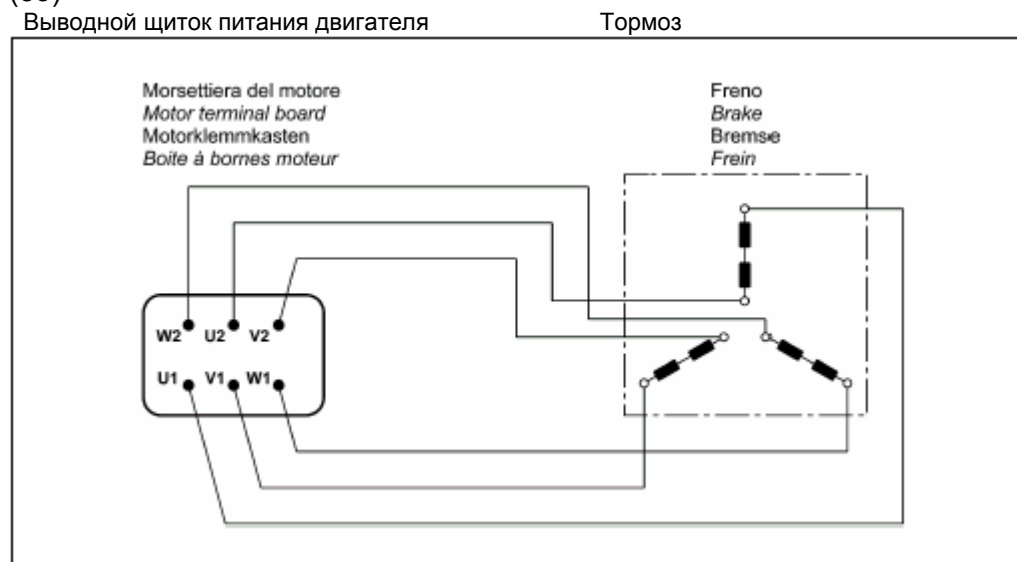 Выводной щиток питания двигателя Тормоз
Morsettiera del motore
Motor terminal board
Motorklemmkasten
Boite à bornes moteur
Freno
Brake
Bremse
Frein
W2 U2 V2
U1 V1 W1